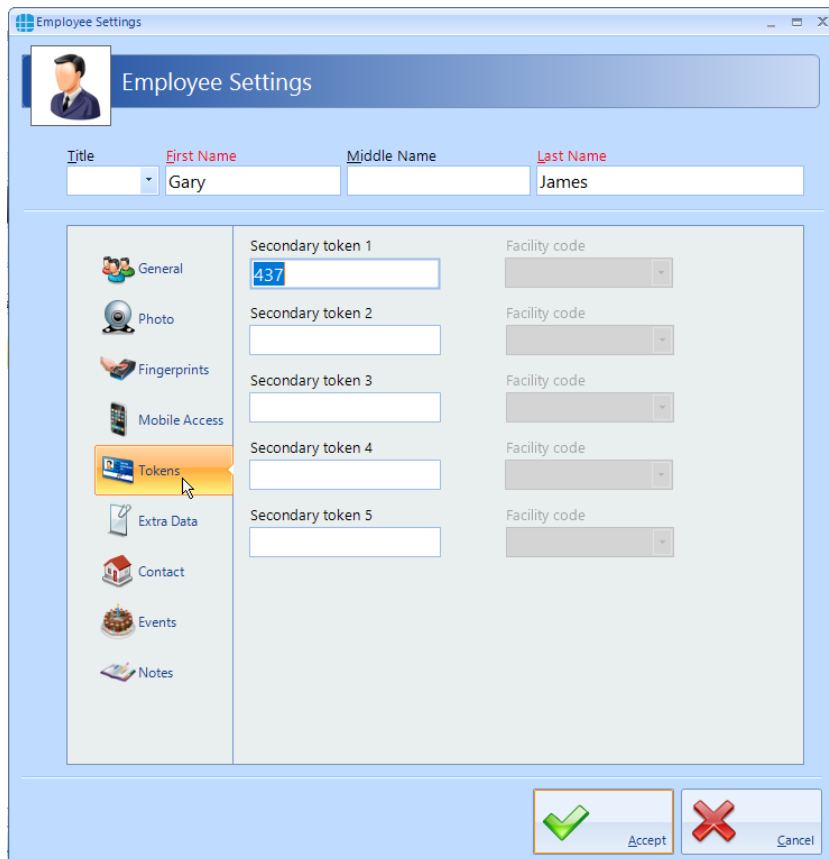 Employee Settings
Employee Settings
Title First Name Middle Name Last Name
Gary James
General
Photo
Fingerprints
Mobile Access
Tokens
Extra Data
Contact
Events
Notes
Secondary token 1 Facility code
437
Secondary token 2 Facility code
Secondary token 3 Facility code
Secondary token 4 Facility code
Secondary token 5 Facility code
Accept Cancel